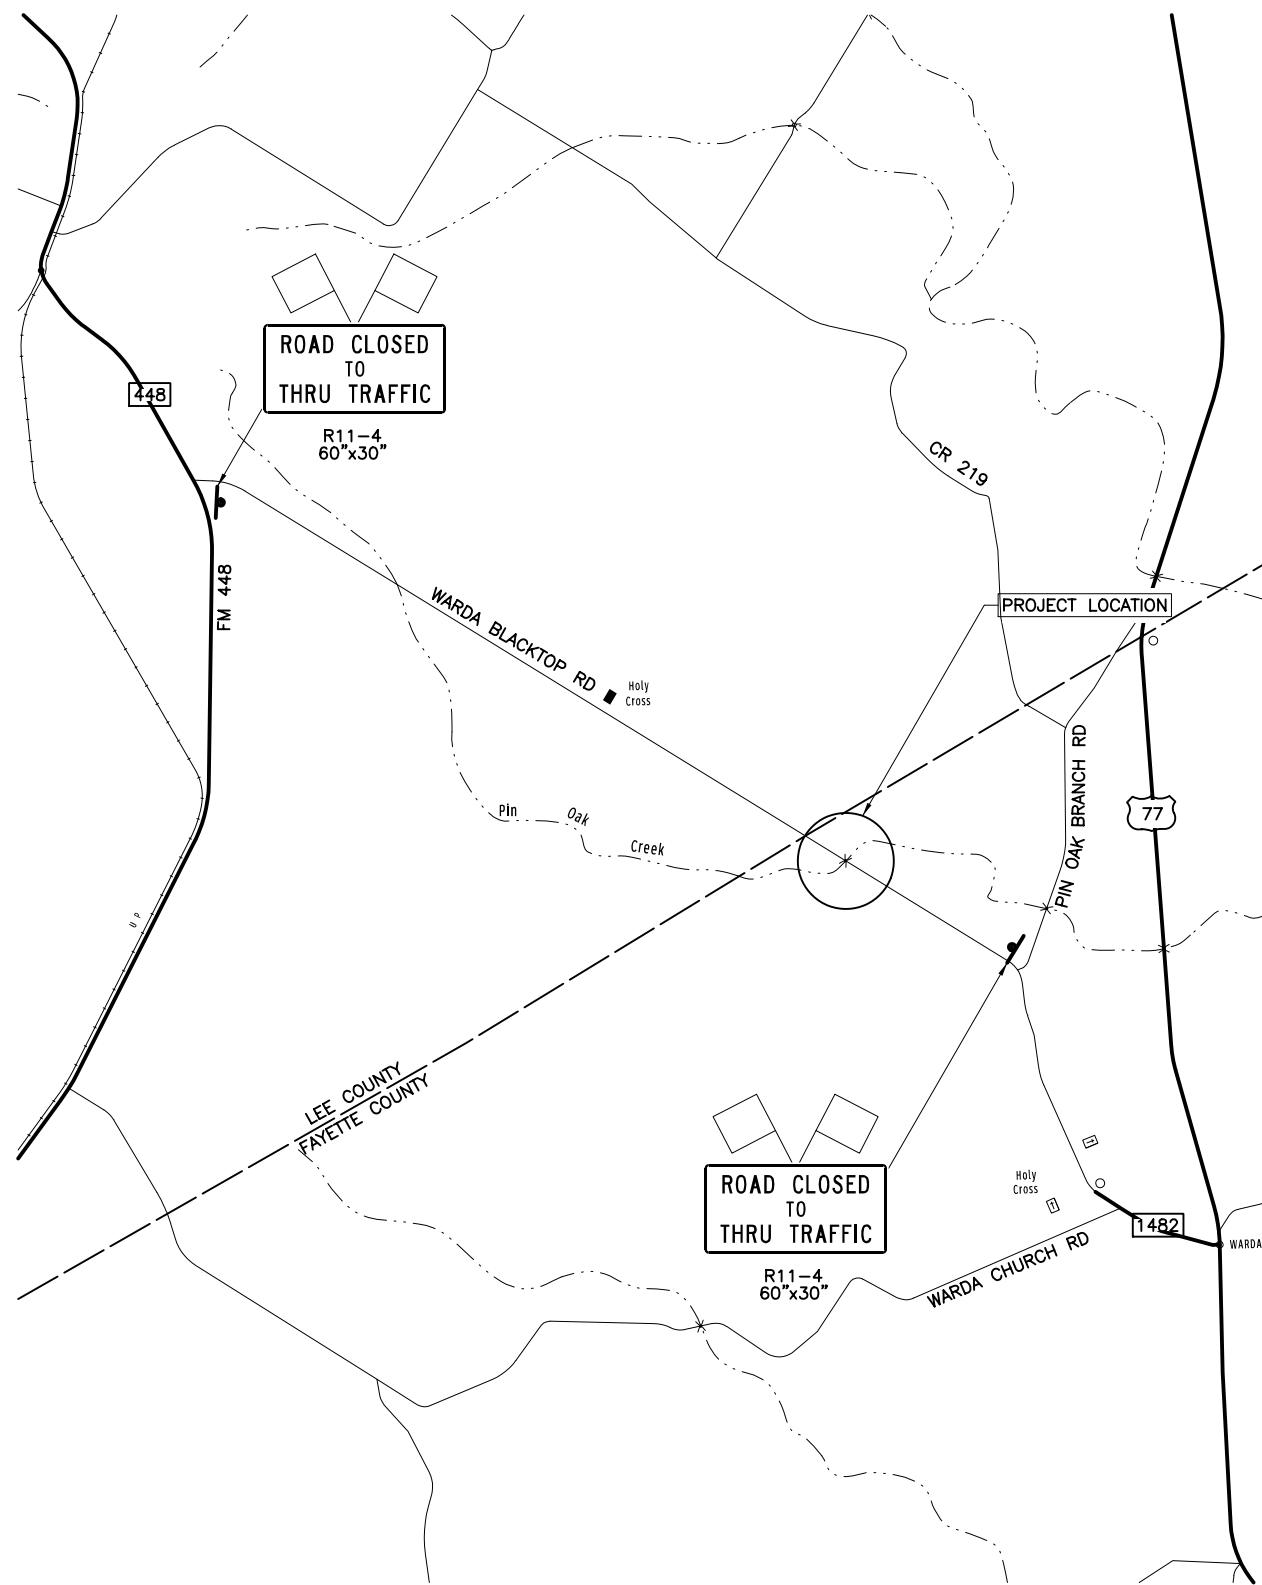 ROAD CLOSED
TO
THRU TRAFFIC
R11-4
60"x30"
448
CR 219
FM 448
WARDA BLACKTOP RD
PROJECT LOCATION
Holy
Cross
PIN OAK BRANCH RD
77
Pin Oak Creek
U P
LEE COUNTY
FAYETTE COUNTY
ROAD CLOSED
TO
THRU TRAFFIC
R11-4
60"x30"
Holy
Cross
1482
WARDA
WARDA CHURCH RD